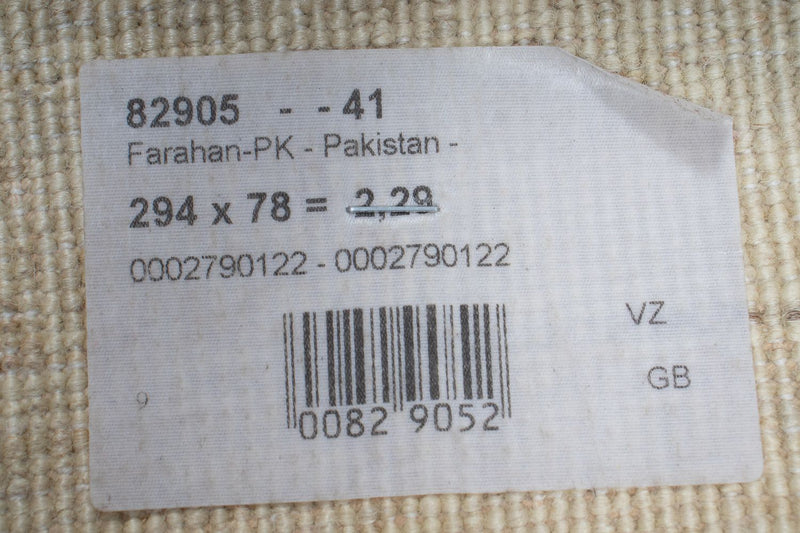 82905 - - 41
Farahan-PK - Pakistan -
294 x 78 = 2,29
0002790122 - 0002790122
VZ
GB
9
0082 9052